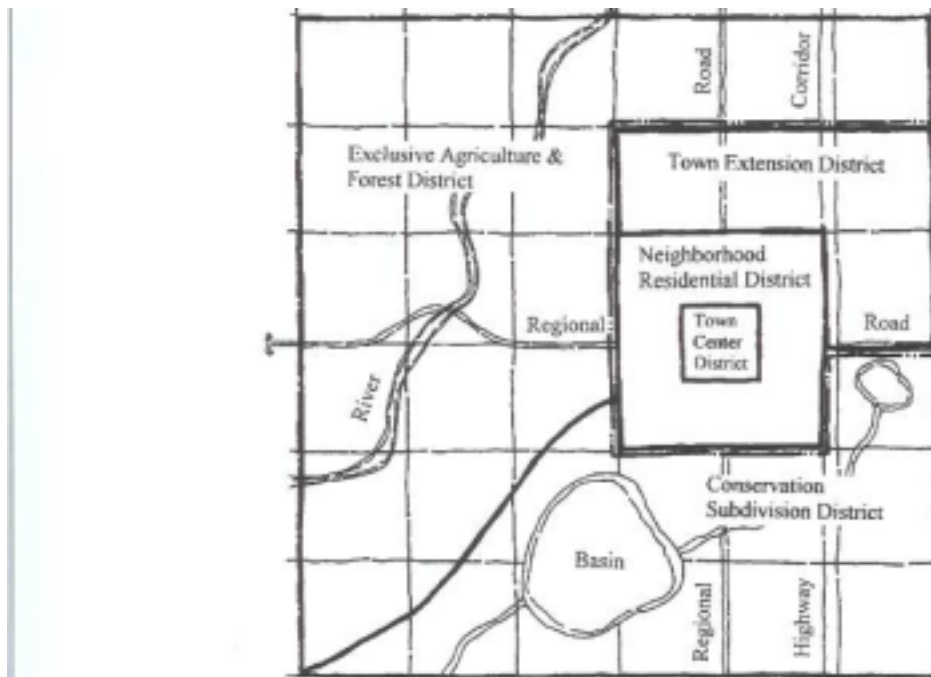 Road
Corridor
Exclusive Agriculture &
Forest District
Town Extension District
Neighborhood
Residential District
Regional
Town
Center
District
Road
River
Conservation
Subdivision District
Basin
Regional
Highway